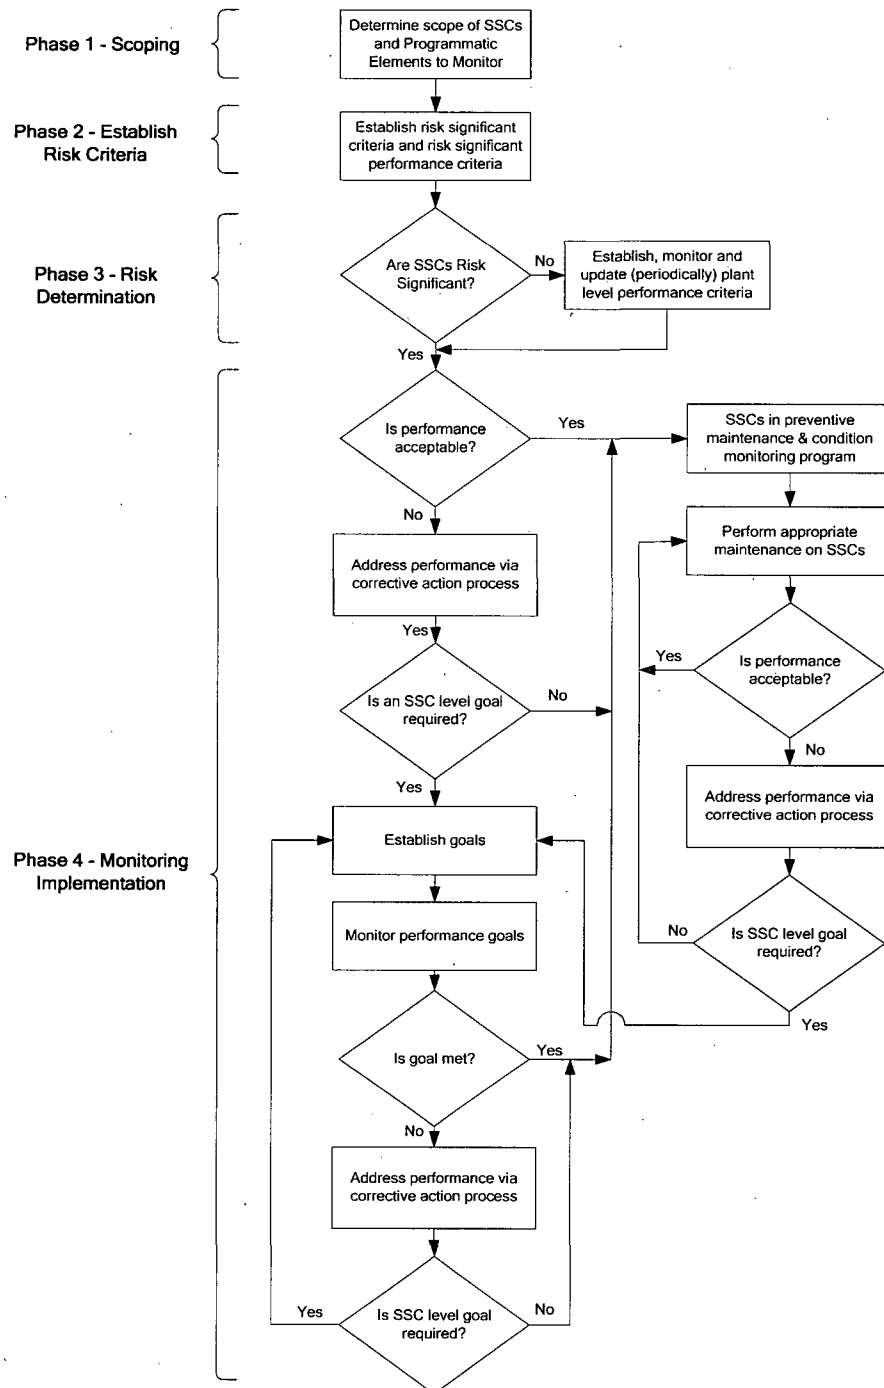 Phase 1 - Scoping
Determine scope of SSCs
and Programmatic
Elements to Monitor
Phase 2 - Establish
Risk Criteria
Establish risk significant
criteria and risk significant
performance criteria
Phase 3 - Risk
Determination
Are SSCs Risk
Significant?
No
Establish, monitor and
update (periodically) plant
level performance criteria
Yes
Is performance
acceptable?
Yes
SSCs in preventive
maintenance & condition
monitoring program
No
Perform appropriate
maintenance on SSCs
Address performance via
corrective action process
Yes
Yes
Is performance
acceptable?
Is an SSC level goal
required?
No
No
Yes
Address performance via
corrective action process
Establish goals
Phase 4 - Monitoring
Implementation
Monitor performance goals
No
Is SSC level goal
required?
Yes
Is goal met?
Yes
No
Address performance via
corrective action process
Yes
Is SSC level goal
required?
No